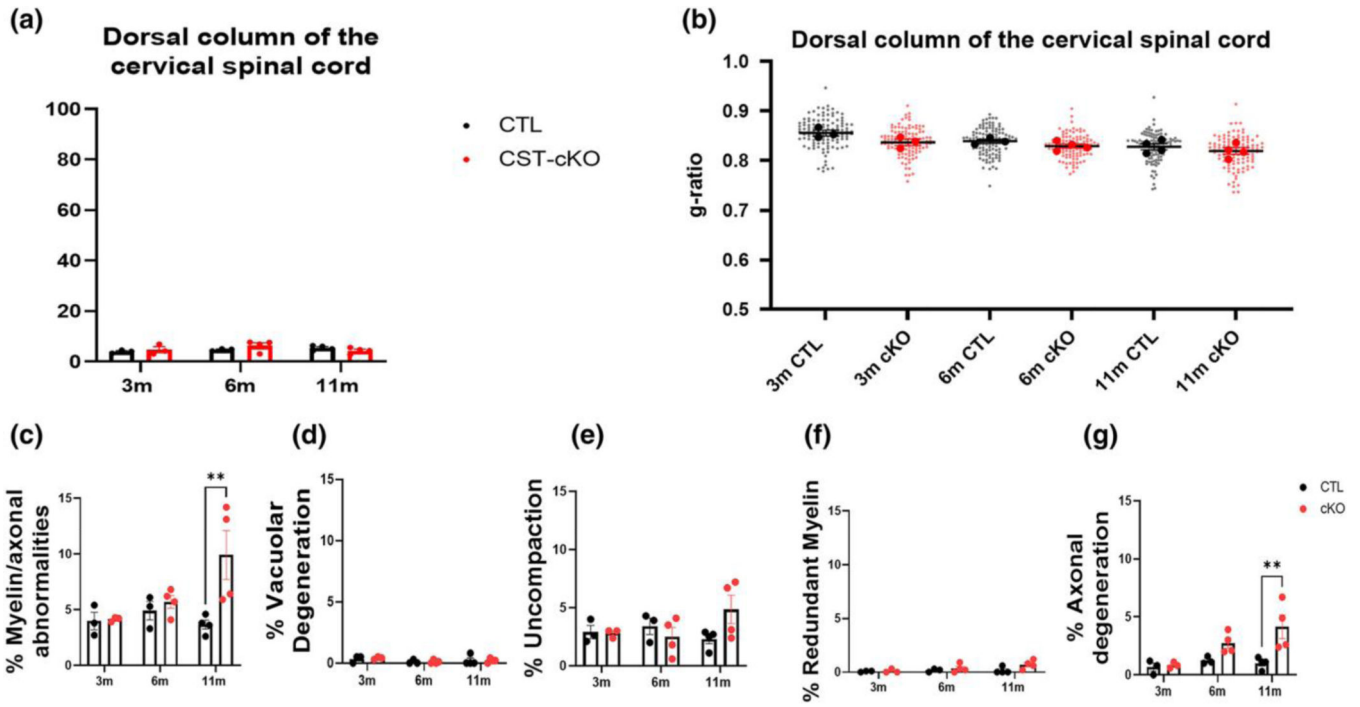 (a)
Dorsal column of the
cervical spinal cord
100
80
60
40
20
0
3m
6m
11m
CTL
CST-cKO
(b)
Dorsal column of the cervical spinal cord
g-ratio
1.0
0.9
0.8
0.7
0.6
0.5
3m CTL
3m cKO
6m CTL
6m cKO
11m CTL
11m cKO
(c)
% Myelin/axonal
abnormalities
15
10
5
0
**
3m
6m
11m
(d)
% Vacuolar
Degeneration
15
10
5
0
3m
6m
11m
(e)
% Uncompaction
15
10
5
0
3m
6m
11m
(f)
% Redundant Myelin
15
10
5
0
3m
6m
11m
(g)
% Axonal
degeneration
15
10
5
0
**
3m
6m
11m
CTL
cKO